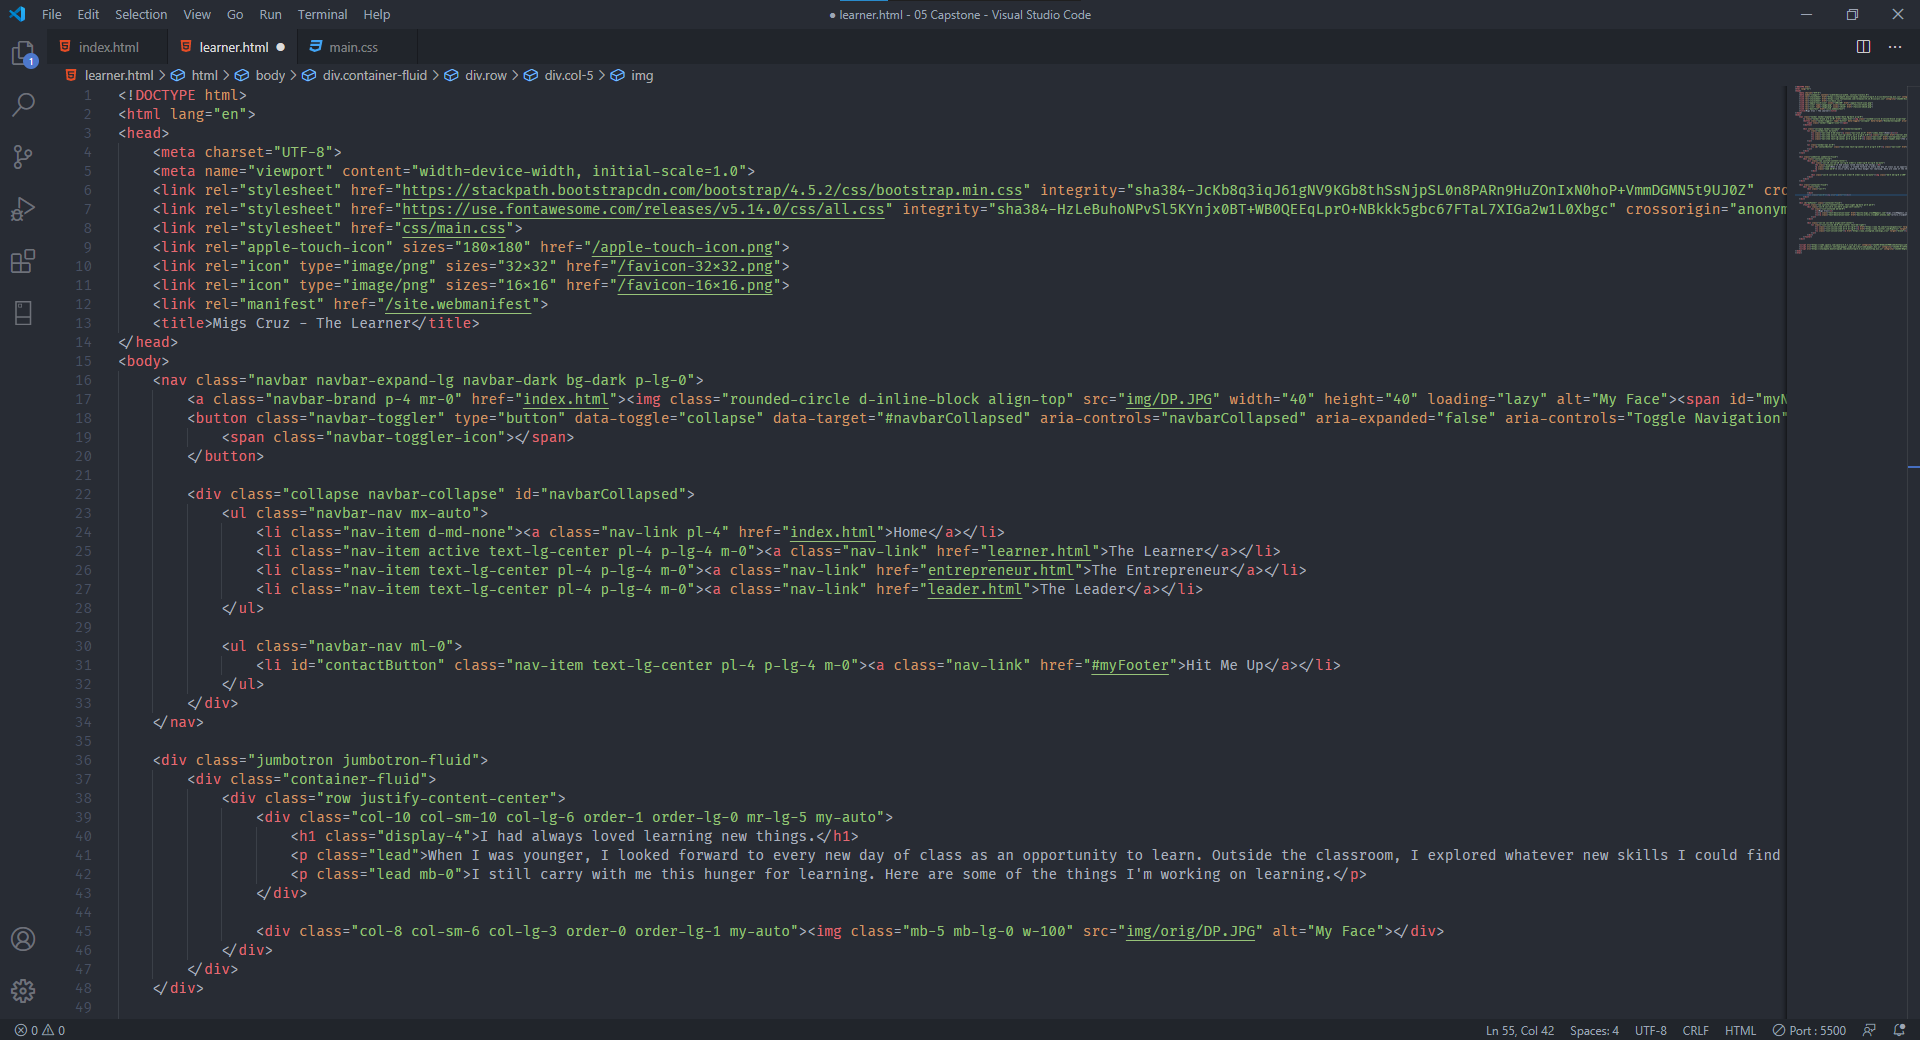 File Edit Selection View Go Run Terminal Help
● learner.html - 05 Capstone - Visual Studio Code
index.html learner.html ● main.css
learner.html > html > body > div.container-fluid > div.row > div.col-5 > img
1
1 <!DOCTYPE html>
2 <html lang="en">
3 <head>
4 <meta charset="UTF-8">
5 <meta name="viewport" content="width=device-width, initial-scale=1.0">
6 <link rel="stylesheet" href="https://stackpath.bootstrapcdn.com/bootstrap/4.5.2/css/bootstrap.min.css" integrity="sha384-JcKb8q3iqJ61gNV9KGb8thSsNjpSL0n8PARn9HuZOnIxN0hoP+VmmDGMN5t9UJ0Z" cro
7 <link rel="stylesheet" href="https://use.fontawesome.com/releases/v5.14.0/css/all.css" integrity="sha384-HzLeBuhoNPvSl5KYnjx0BT+WB0QEEqLprO+NBkkk5gbc67FTaL7XIGa2w1L0Xbgc" crossorigin="anonym
8 <link rel="stylesheet" href="css/main.css">
9 <link rel="apple-touch-icon" sizes="180×180" href="/apple-touch-icon.png">
10 <link rel="icon" type="image/png" sizes="32×32" href="/favicon-32×32.png">
11 <link rel="icon" type="image/png" sizes="16×16" href="/favicon-16×16.png">
12 <link rel="manifest" href="/site.webmanifest">
13 <title>Migs Cruz - The Learner</title>
14 </head>
15 <body>
16 <nav class="navbar navbar-expand-lg navbar-dark bg-dark p-lg-0">
17 <a class="navbar-brand p-4 mr-0" href="index.html"><img class="rounded-circle d-inline-block align-top" src="img/DP.JPG" width="40" height="40" loading="lazy" alt="My Face"><span id="myN
18 <button class="navbar-toggler" type="button" data-toggle="collapse" data-target="#navbarCollapsed" aria-controls="navbarCollapsed" aria-expanded="false" aria-controls="Toggle Navigation"
19 <span class="navbar-toggler-icon"></span>
20 </button>
21
22 <div class="collapse navbar-collapse" id="navbarCollapsed">
23 <ul class="navbar-nav mx-auto">
24 <li class="nav-item d-md-none"><a class="nav-link pl-4" href="index.html">Home</a></li>
25 <li class="nav-item active text-lg-center pl-4 p-lg-4 m-0"><a class="nav-link" href="learner.html">The Learner</a></li>
26 <li class="nav-item text-lg-center pl-4 p-lg-4 m-0"><a class="nav-link" href="entrepreneur.html">The Entrepreneur</a></li>
27 <li class="nav-item text-lg-center pl-4 p-lg-4 m-0"><a class="nav-link" href="leader.html">The Leader</a></li>
28 </ul>
29
30 <ul class="navbar-nav ml-0">
31 <li id="contactButton" class="nav-item text-lg-center pl-4 p-lg-4 m-0"><a class="nav-link" href="#myFooter">Hit Me Up</a></li>
32 </ul>
33 </div>
34 </nav>
35
36 <div class="jumbotron jumbotron-fluid">
37 <div class="container-fluid">
38 <div class="row justify-content-center">
39 <div class="col-10 col-sm-10 col-lg-6 order-1 order-lg-0 mr-lg-5 my-auto">
40 <h1 class="display-4">I had always loved learning new things.</h1>
41 <p class="lead">When I was younger, I looked forward to every new day of class as an opportunity to learn. Outside the classroom, I explored whatever new skills I could find
42 <p class="lead mb-0">I still carry with me this hunger for learning. Here are some of the things I'm working on learning.</p>
43 </div>
44
45 <div class="col-8 col-sm-6 col-lg-3 order-0 order-lg-1 my-auto"><img class="mb-5 mb-lg-0 w-100" src="img/orig/DP.JPG" alt="My Face"></div>
46 </div>
47 </div>
48 </div>
49
0 0 Ln 55, Col 42 Spaces: 4 UTF-8 CRLF HTML Port : 5500